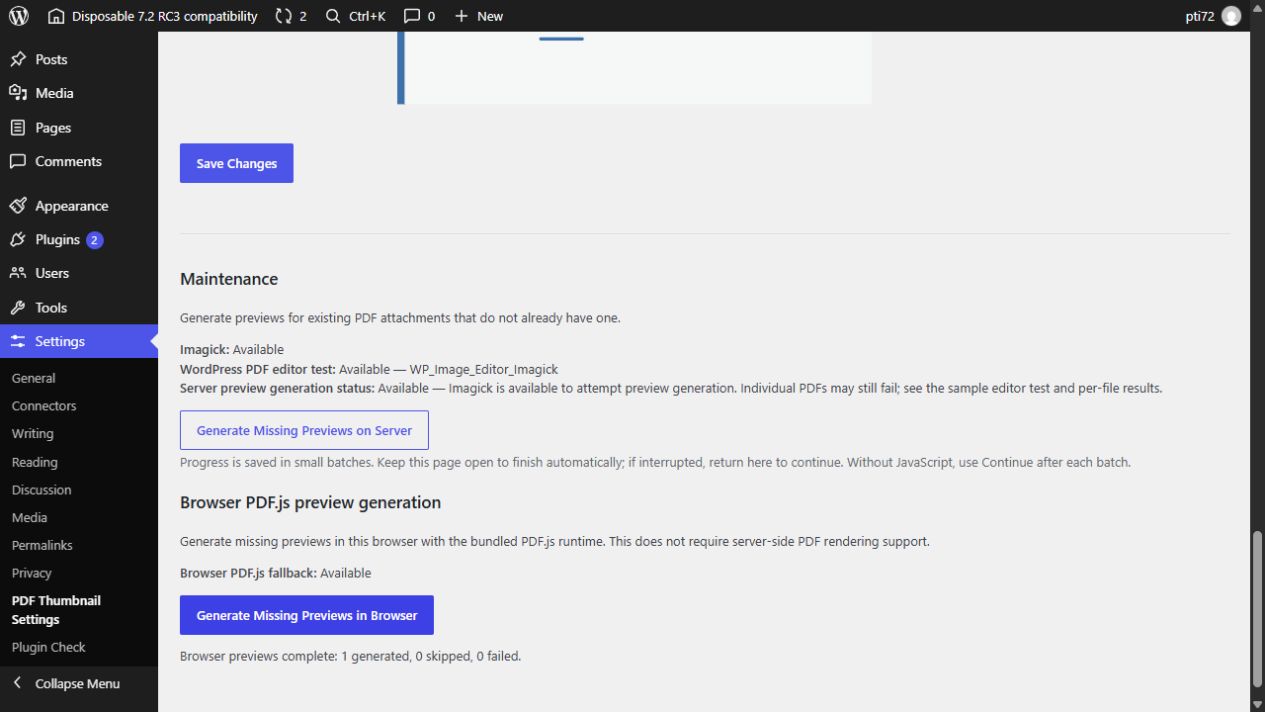 Disposable 7.2 RC3 compatibility 2 Ctrl+K 0 New pti72
Posts
Media
Pages
Comments
Appearance
Plugins 2
Users
Tools
Settings
General
Connectors
Writing
Reading
Discussion
Media
Permalinks
Privacy
PDF Thumbnail
Settings
Plugin Check
Collapse Menu
Save Changes
Maintenance
Generate previews for existing PDF attachments that do not already have one.
Imagick: Available
WordPress PDF editor test: Available — WP_Image_Editor_Imagick
Server preview generation status: Available — Imagick is available to attempt preview generation. Individual PDFs may still fail; see the sample editor test and per-file results.
Generate Missing Previews on Server
Progress is saved in small batches. Keep this page open to finish automatically; if interrupted, return here to continue. Without JavaScript, use Continue after each batch.
Browser PDF.js preview generation
Generate missing previews in this browser with the bundled PDF.js runtime. This does not require server-side PDF rendering support.
Browser PDF.js fallback: Available
Generate Missing Previews in Browser
Browser previews complete: 1 generated, 0 skipped, 0 failed.